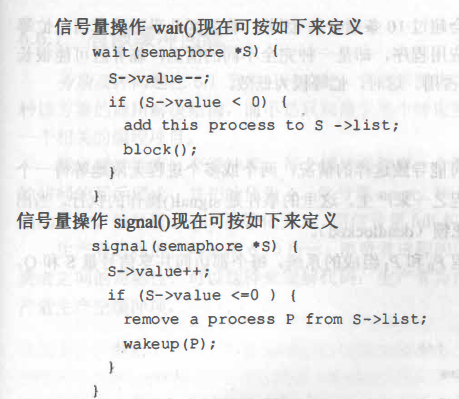 信号量操作 wait()现在可按如下来定义
wait(semaphore *S) {
S->value--;
if (S->value < 0) {
add this process to S ->list;
block();
}
}
信号量操作 signal()现在可按如下来定义
signal(semaphore *S) {
S->value++;
if (S->value <=0 ) {
remove a process P from S->list;
wakeup(P);
}
}